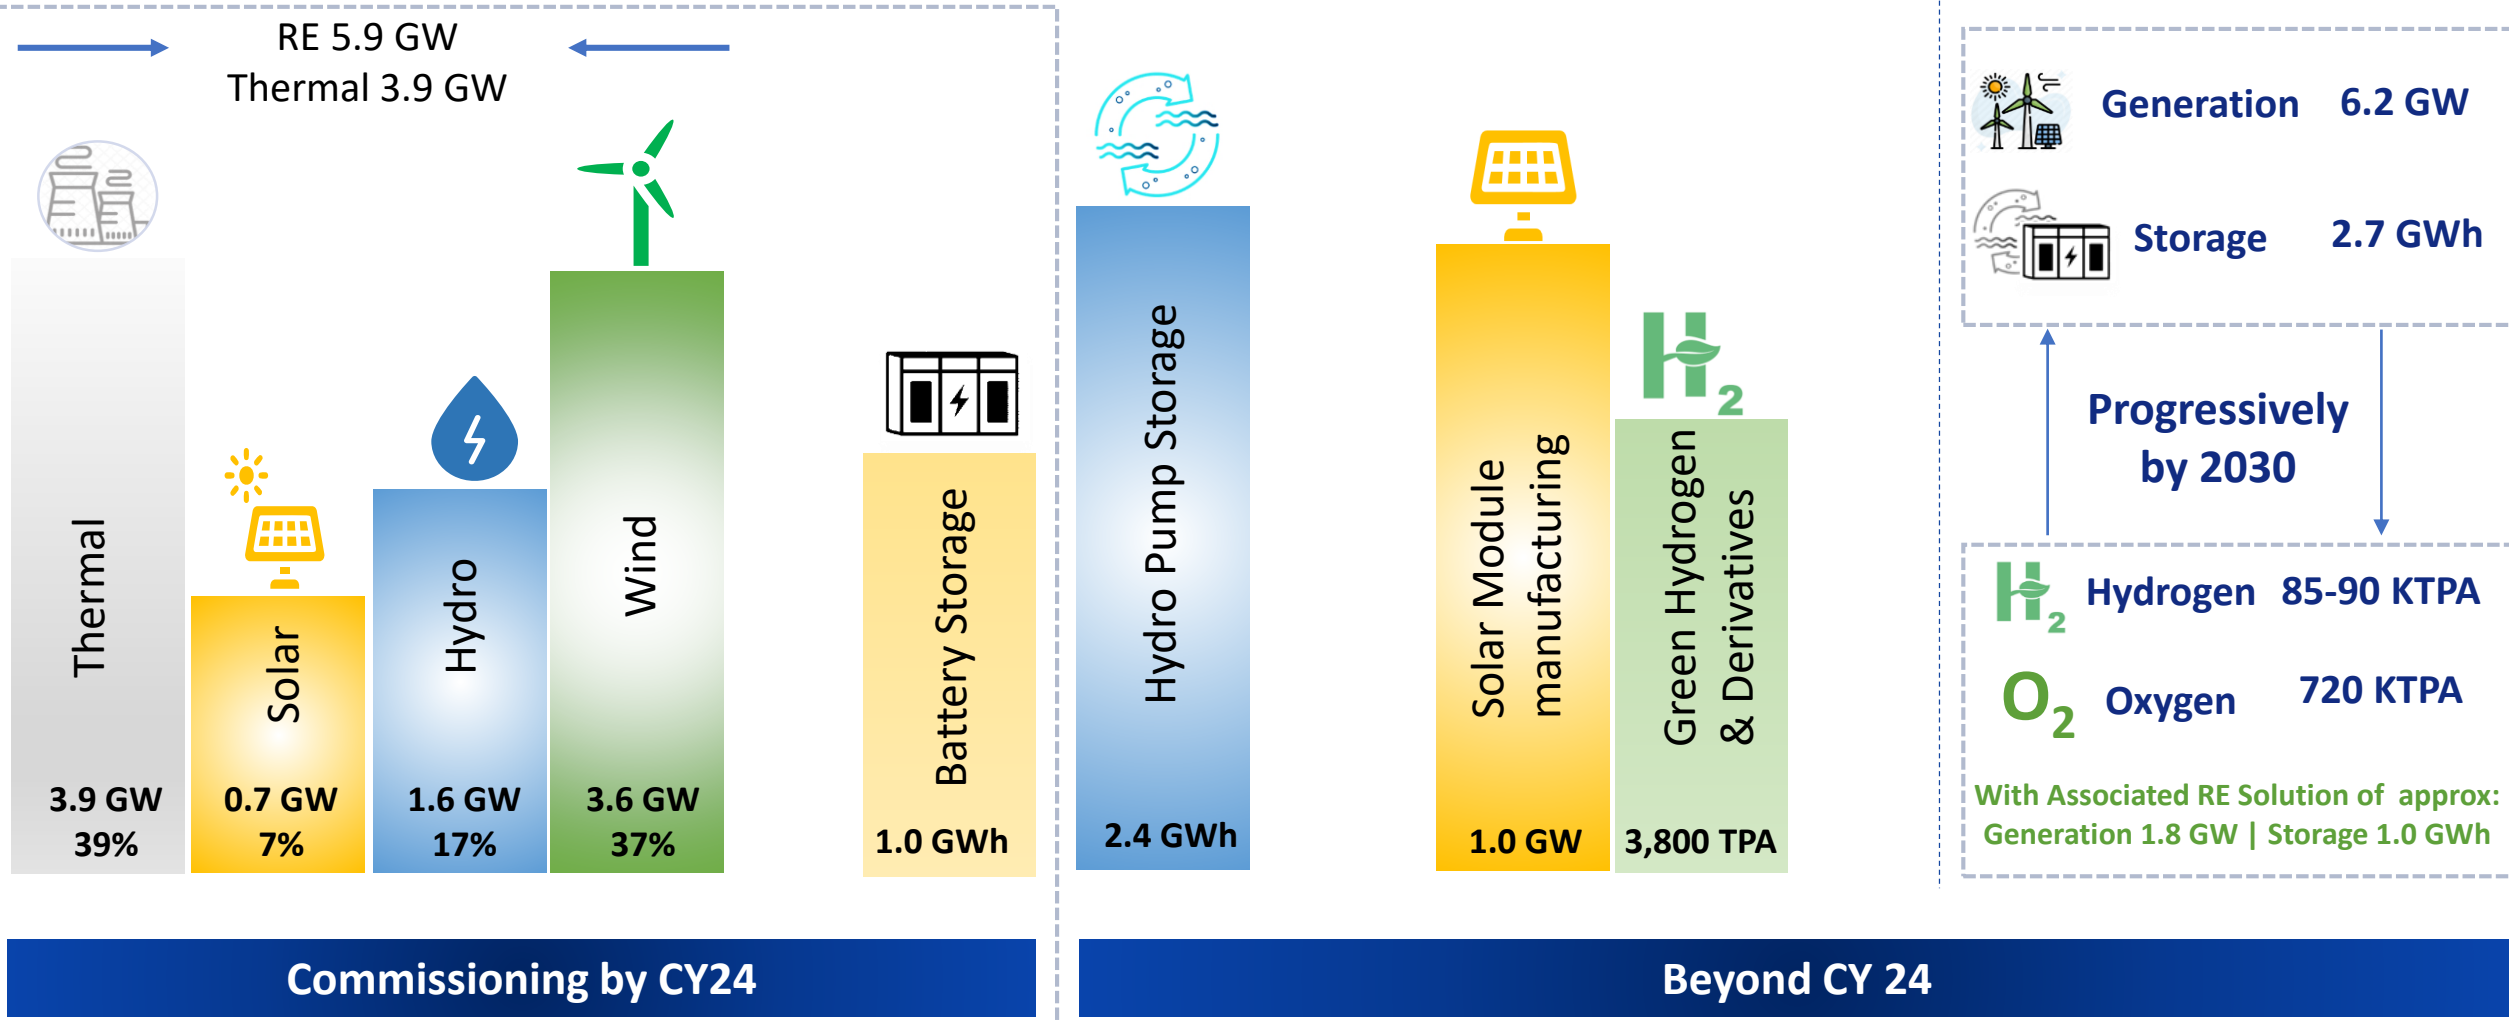 RE 5.9 GW
Thermal 3.9 GW
Thermal
3.9 GW
39%
Solar
0.7 GW
7%
Hydro
1.6 GW
17%
Wind
3.6 GW
37%
Battery Storage
1.0 GWh
Commissioning by CY24
Hydro Pump Storage
2.4 GWh
Solar Module
manufacturing
1.0 GW
H2
Green Hydrogen
& Derivatives
3,800 TPA
Generation 6.2 GW
Storage 2.7 GWh
Progressively
by 2030
H2 Hydrogen 85-90 KTPA
O2 Oxygen 720 KTPA
With Associated RE Solution of approx:
Generation 1.8 GW | Storage 1.0 GWh
Beyond CY 24